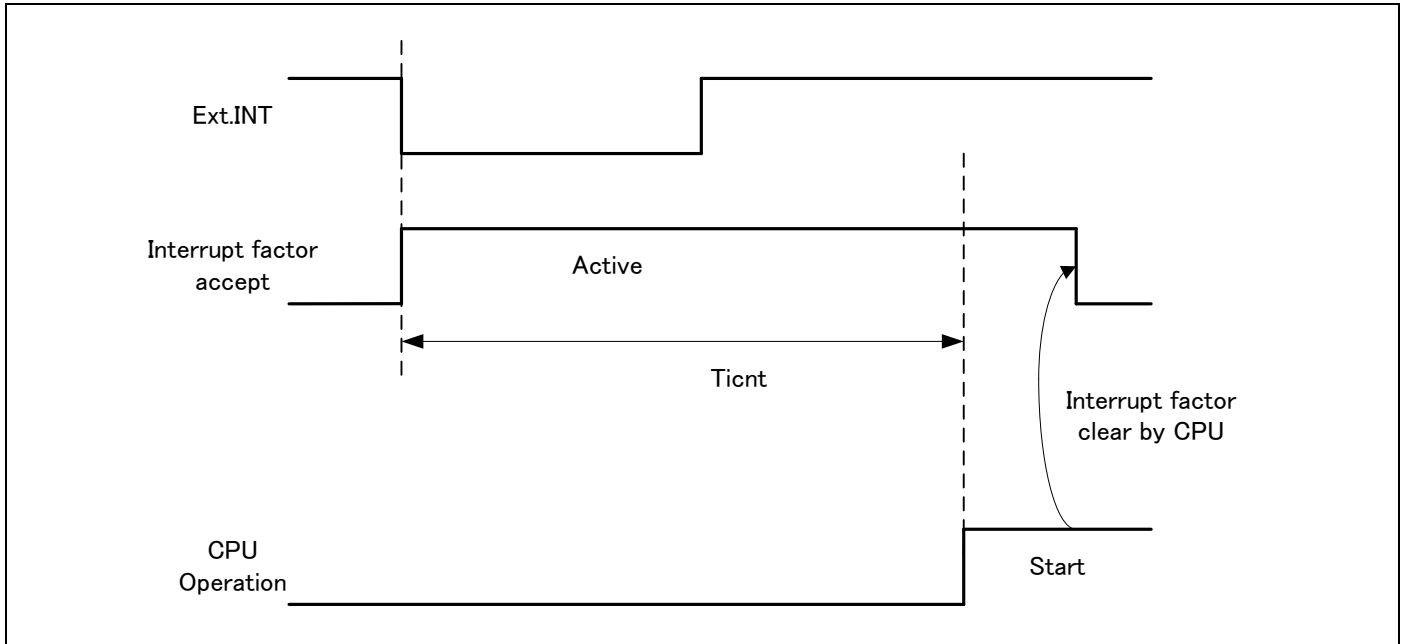 Ext.INT
Interrupt factor
accept
Active
Ticnt
Interrupt factor
clear by CPU
CPU
Operation
Start